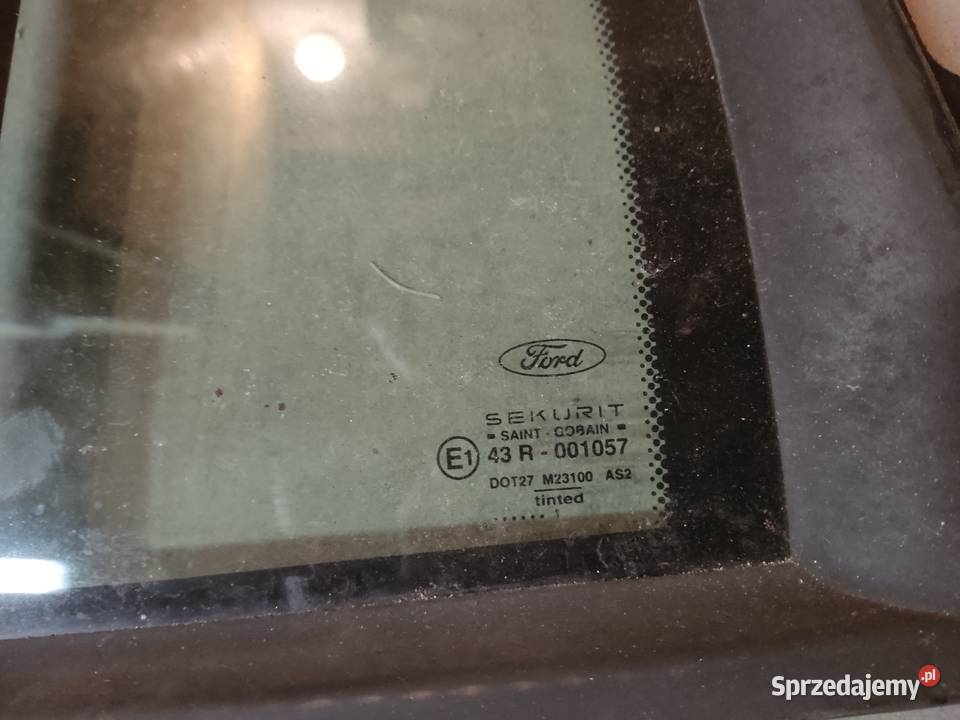 Ford
SEKURIT
SAINT - GOBAIN
E1 43 R - 001057
DOT27 M23100 AS2
tinted
Sprzedajemy.pl